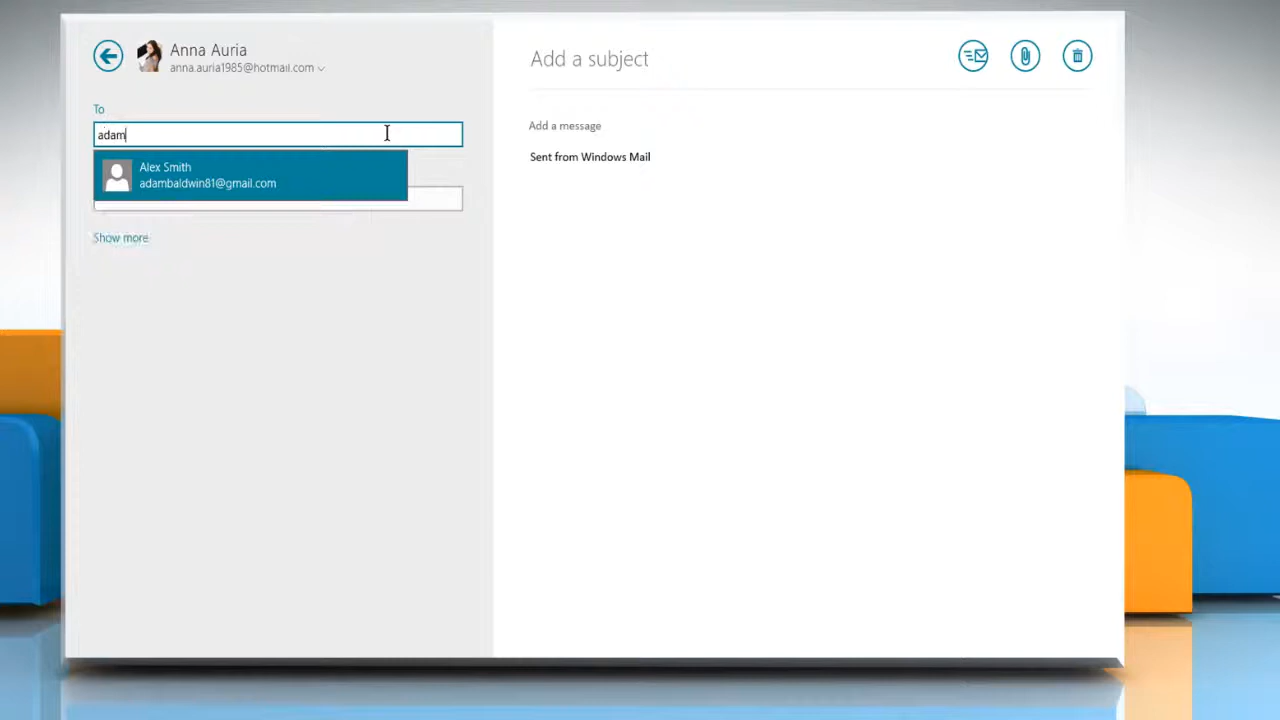 Anna Auria
anna.auria1985@hotmail.com
To
adam
Alex Smith
adambaldwin81@gmail.com
Show more
Add a subject
Add a message
Sent from Windows Mail